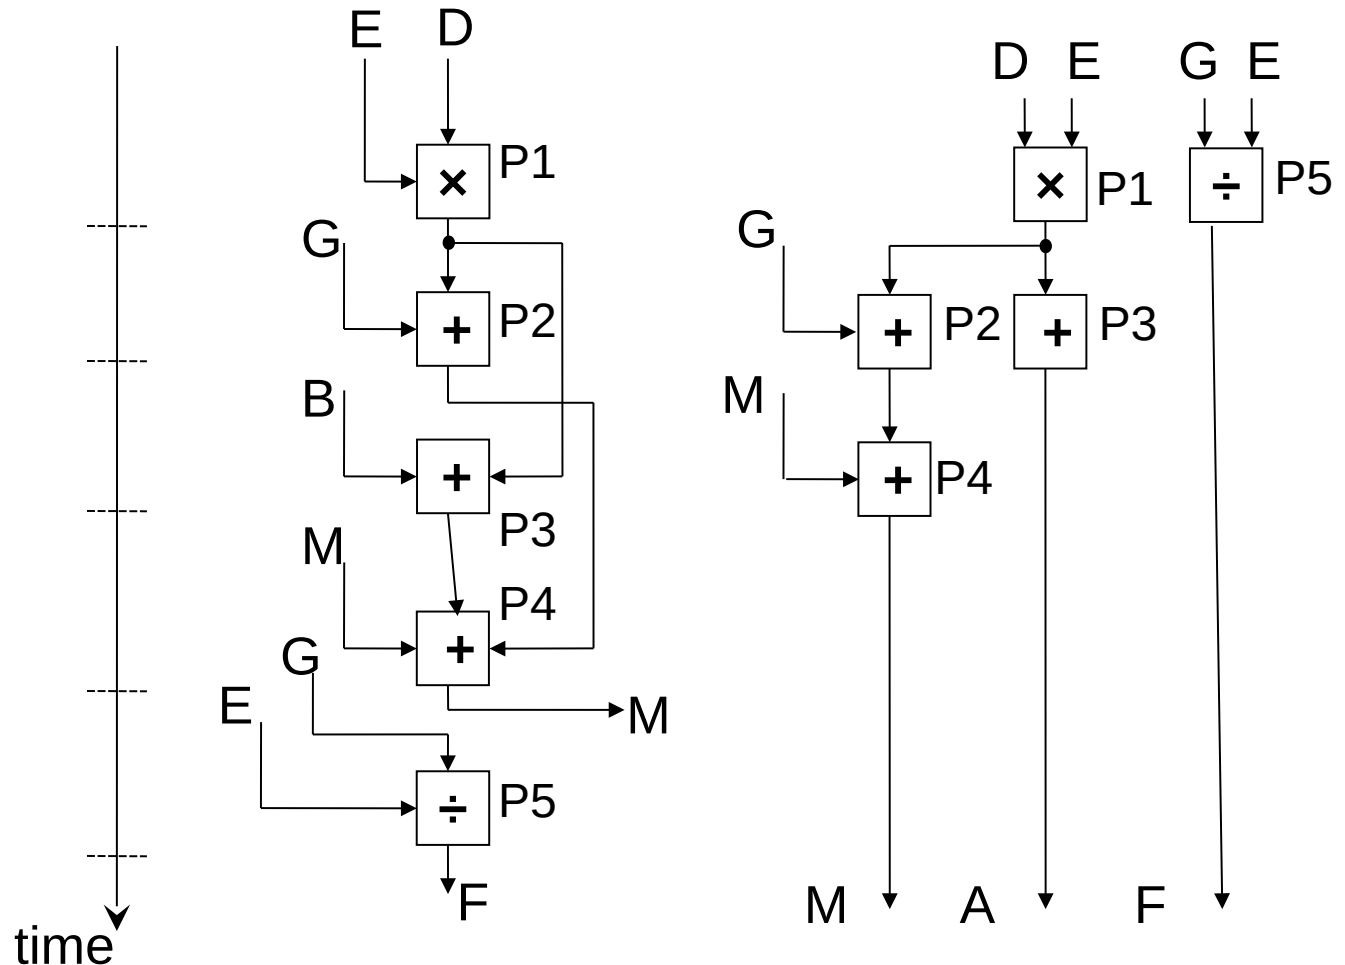 E D
× P1
G
+ P2
B
+
P3
M
P4
+
G
E
M
÷ P5
F
time
D E G E
× P1 ÷ P5
G
+ P2 + P3
M
+ P4
M A F